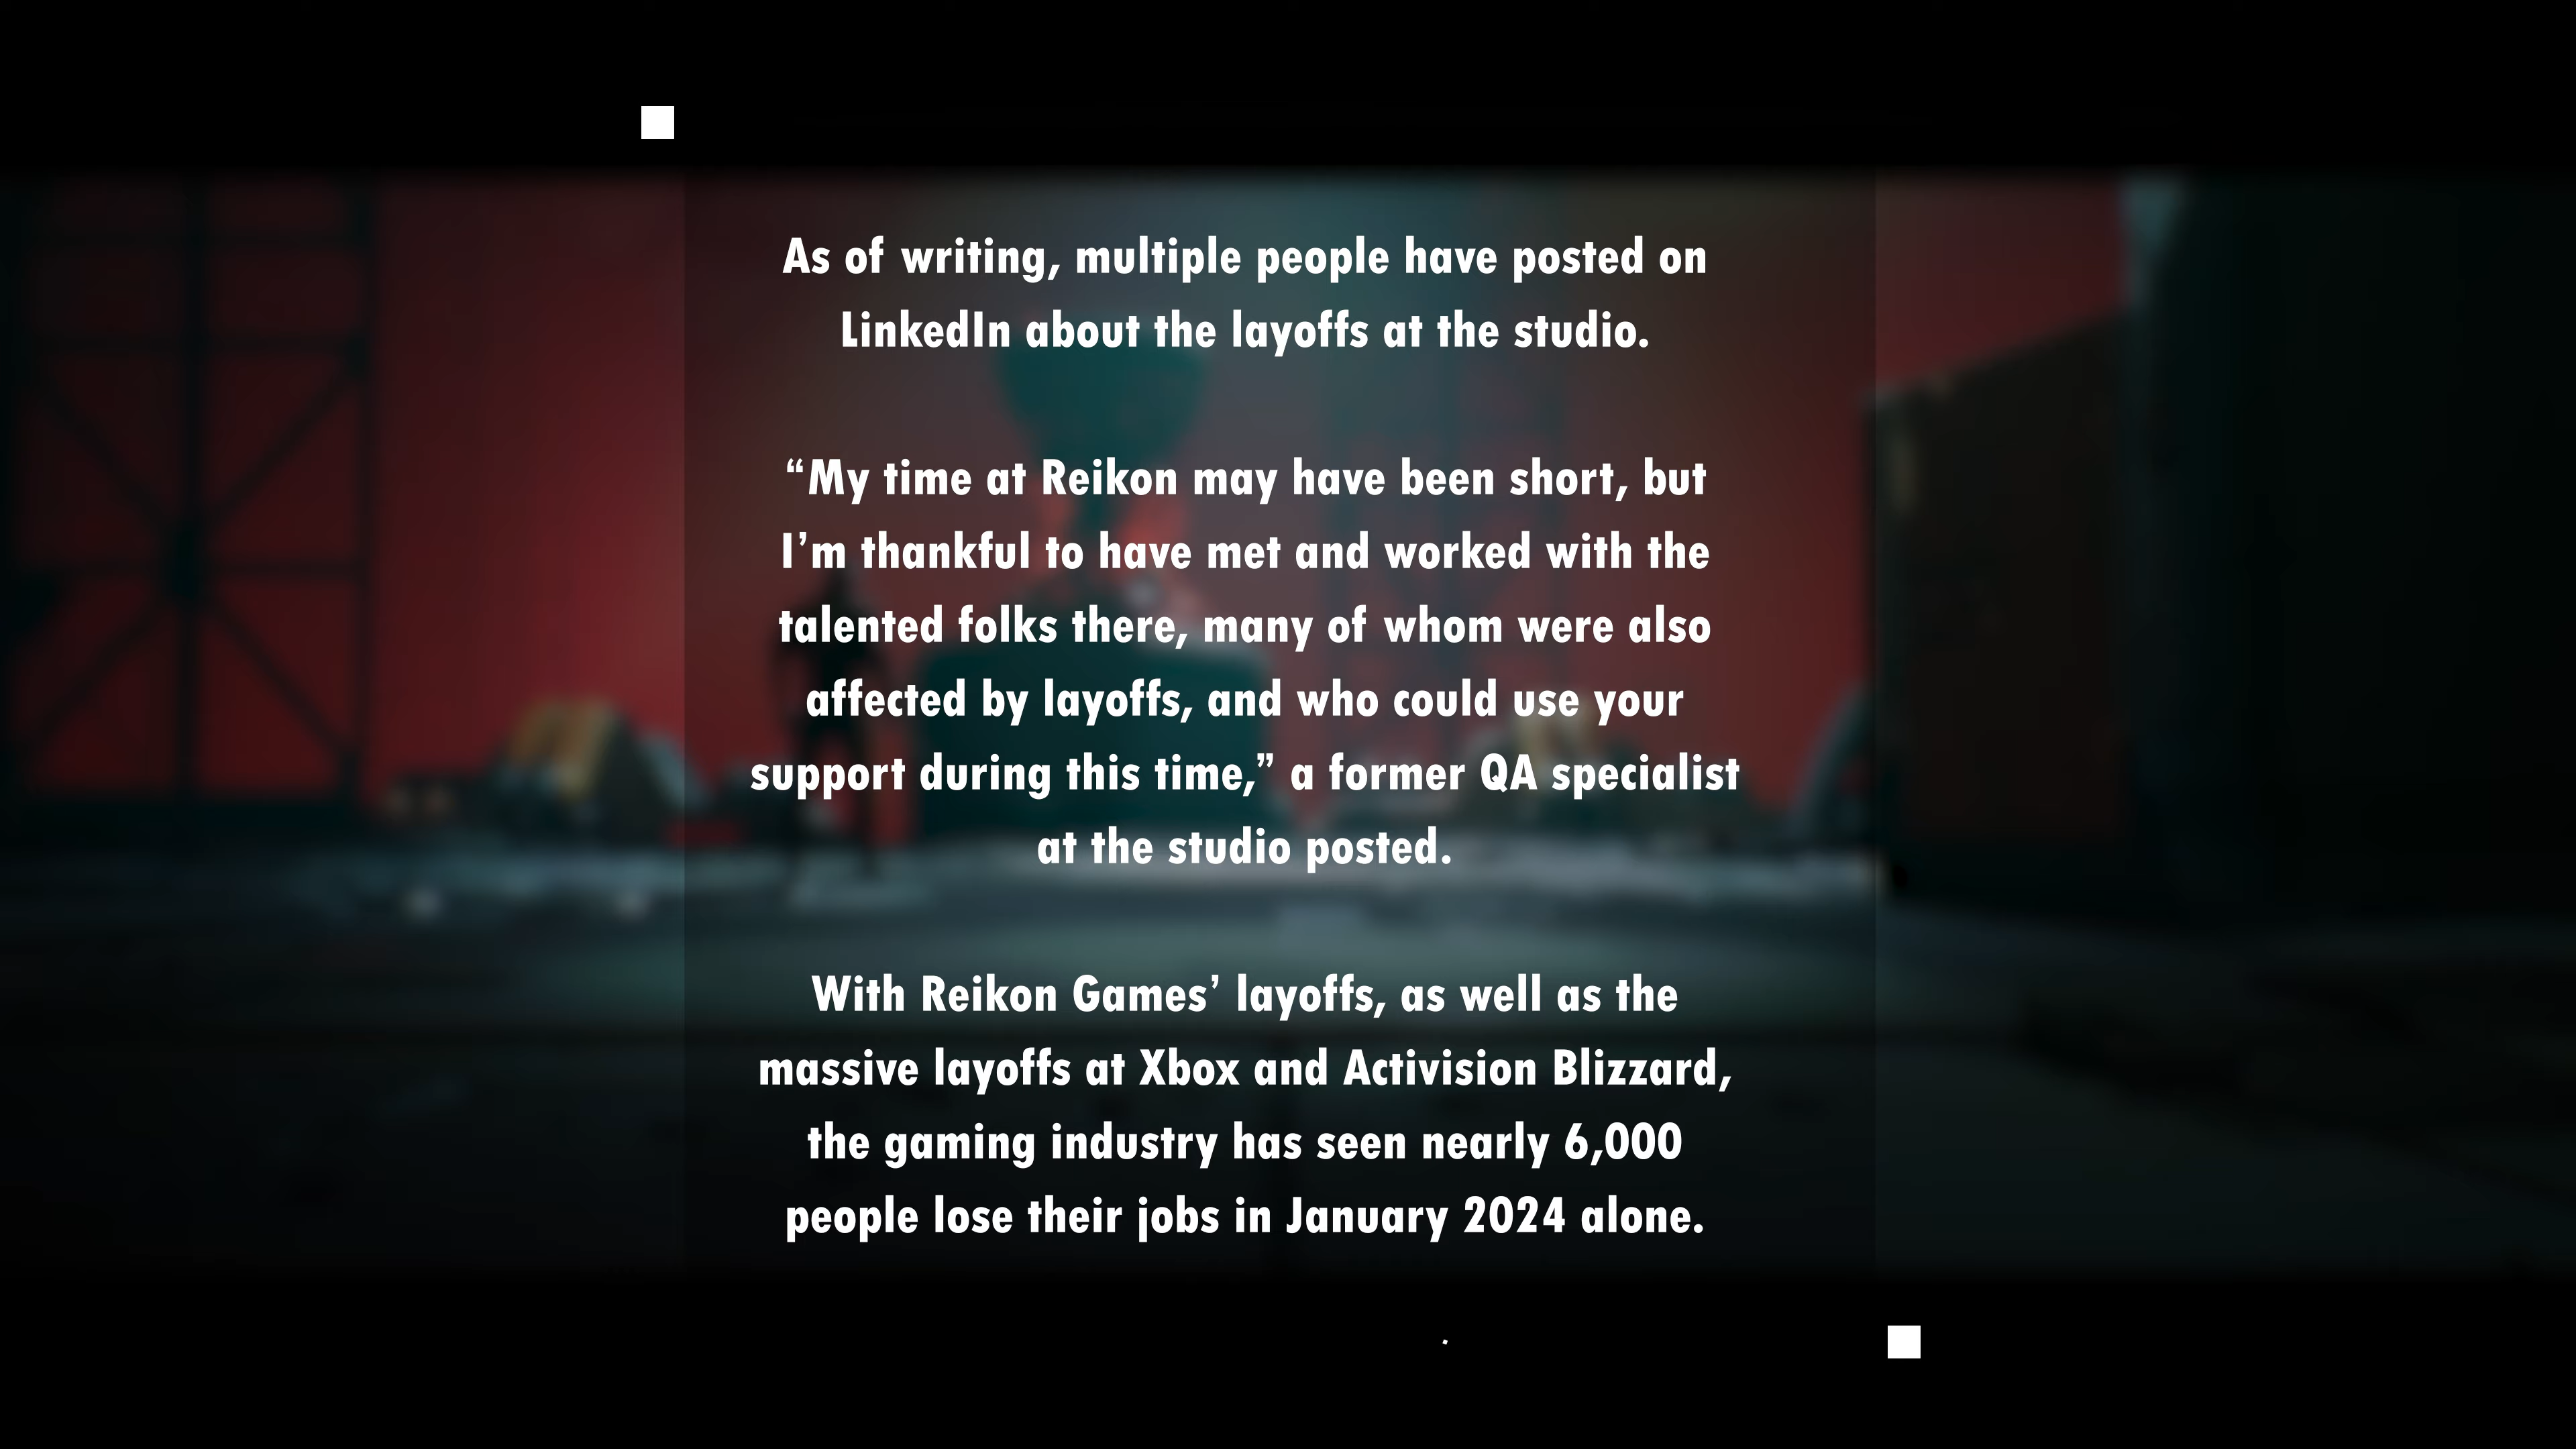 As of writing, multiple people have posted on
LinkedIn about the layoffs at the studio.
“My time at Reikon may have been short, but
I’m thankful to have met and worked with the
talented folks there, many of whom were also
affected by layoffs, and who could use your
support during this time,” a former QA specialist
at the studio posted.
With Reikon Games’ layoffs, as well as the
massive layoffs at Xbox and Activision Blizzard,
the gaming industry has seen nearly 6,000
people lose their jobs in January 2024 alone.